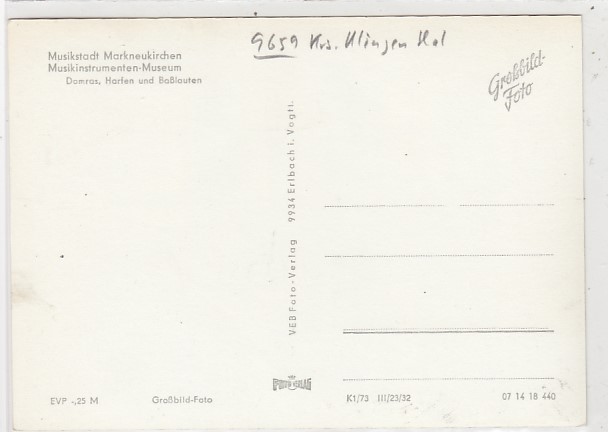 9659 Krs. Klingenthal
Musikstadt Markneukirchen
Musikinstrumenten-Museum
Domras, Harfen und Baßlauten
Großbild-
Foto
VEB Foto-Verlag 9934 Erlbach i. Vogtl.
EVP -,25 M
Großbild-Foto
K1/73 III/23/32
07 14 18 440